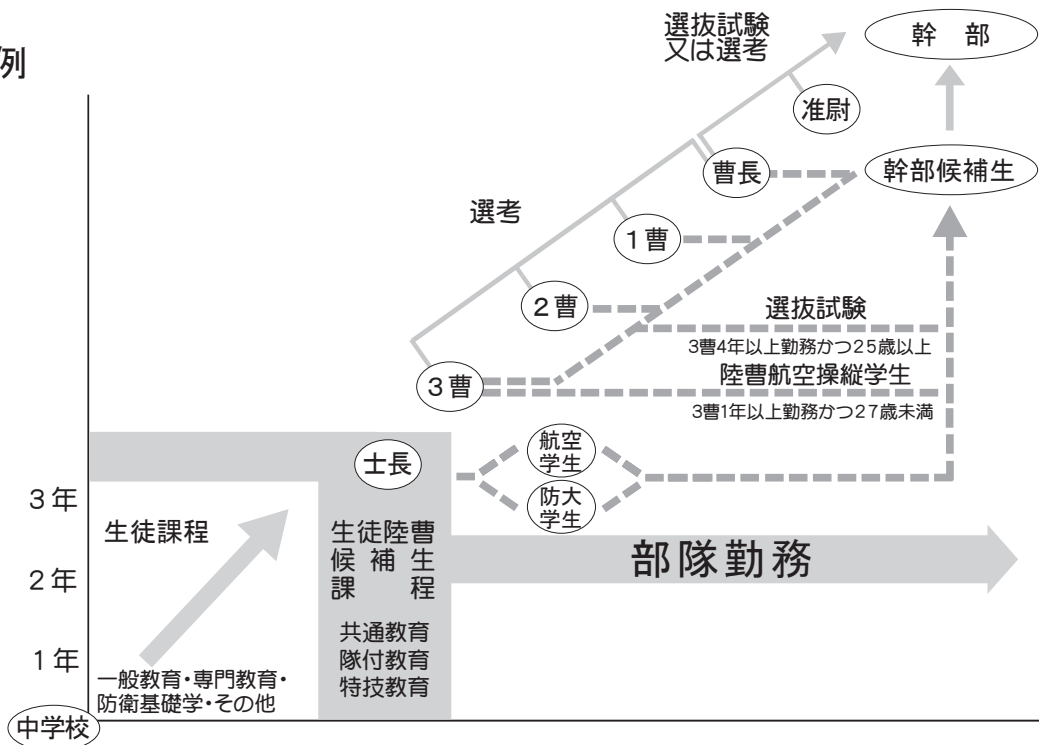 例
選抜試験
又は選考
幹 部
准尉
曹長
幹部候補生
選考
1曹
2曹
選抜試験
3曹4年以上勤務かつ25歳以上
3曹
陸曹航空操縦学生
3曹1年以上勤務かつ27歳未満
士長
航空
学生
防大
学生
3年
2年
1年
生徒課程
生徒陸曹
候補生
課程
共通教育
隊付教育
特技教育
部隊勤務
一般教育・専門教育・
防衛基礎学・その他
中学校